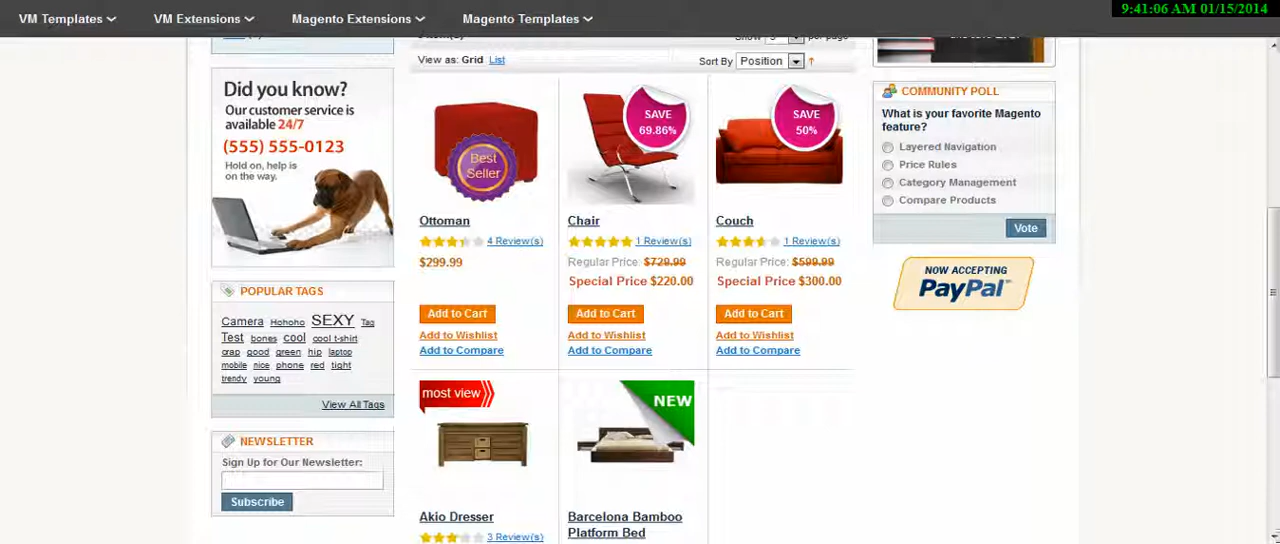 9:41:06 AM 01/15/2014
VM Templates
VM Extensions
Magento Extensions
Magento Templates
per page
View as: Grid List
Sort By Position
Did you know?
Our customer service is
available 24/7
(555) 555-0123
Hold on, help is
on the way.
POPULAR TAGS
Camera Hohoho SEXY Tag
Test bones cool cool t-shirt
crap good green hip laptop
mobile nice phone red tight
trendy young
View All Tags
NEWSLETTER
Sign Up for Our Newsletter:
Subscribe
Best
Seller
Ottoman
4 Review(s)
$299.99
Add to Cart
Add to Wishlist
Add to Compare
SAVE
69.86%
Chair
1 Review(s)
Regular Price: $729.99
Special Price $220.00
Add to Cart
Add to Wishlist
Add to Compare
SAVE
50%
Couch
1 Review(s)
Regular Price: $599.99
Special Price $300.00
Add to Cart
Add to Wishlist
Add to Compare
most view
Akio Dresser
3 Review(s)
NEW
Barcelona Bamboo
Platform Bed
COMMUNITY POLL
What is your favorite Magento
feature?
Layered Navigation
Price Rules
Category Management
Compare Products
Vote
NOW ACCEPTING
PayPal